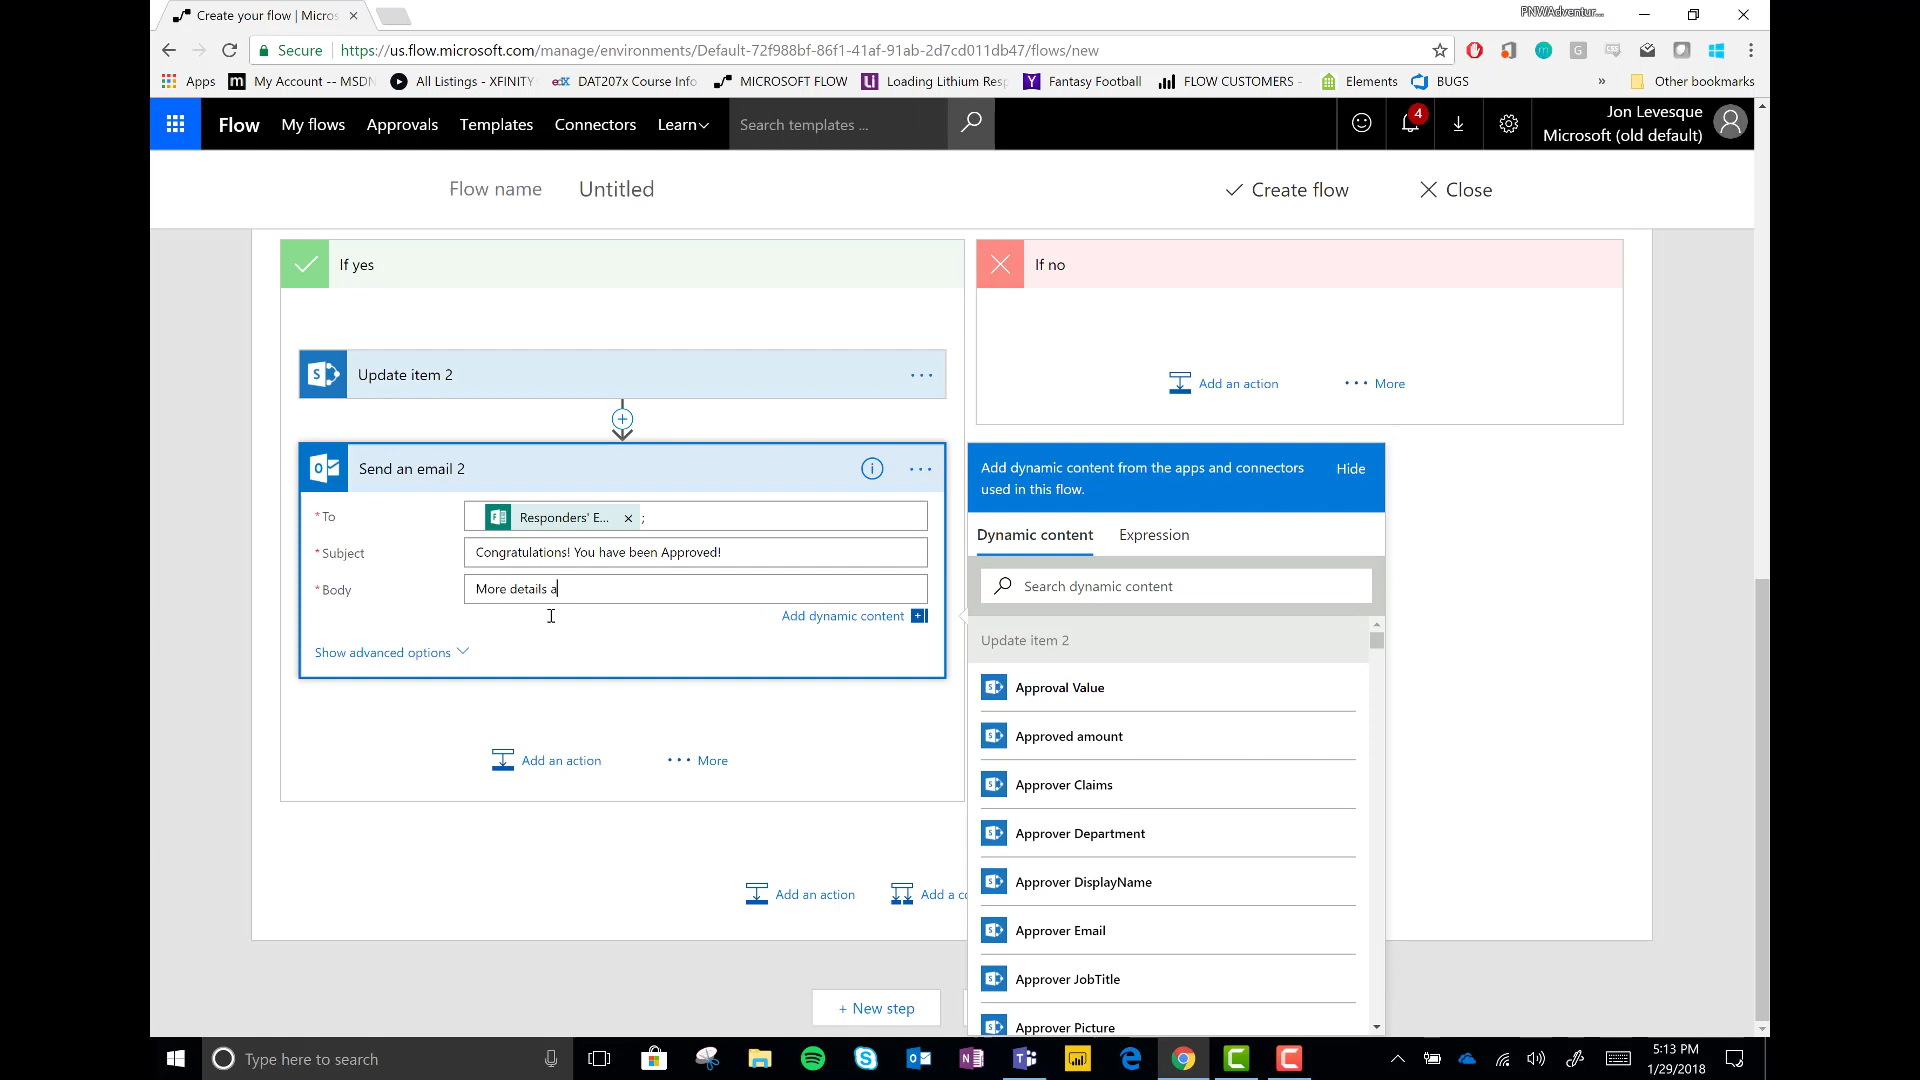 Create your flow | Micros
PNWAdventur...
Secure
https://us.flow.microsoft.com/manage/environments/Default-72f988bf-86f1-41af-91ab-2d7cd011db47/flows/new
Apps
My Account -- MSDN
All Listings - XFINITY
edX DAT207x Course Info
MICROSOFT FLOW
Loading Lithium Resp
Fantasy Football
FLOW CUSTOMERS -
Elements
BUGS
»
Other bookmarks
Flow
My flows
Approvals
Templates
Connectors
Learn
Search templates ...
4
Jon Levesque
Microsoft (old default)
Flow name
Untitled
Create flow
Close
If yes
If no
Update item 2
Add an action
More
Send an email 2
Add dynamic content from the apps and connectors
used in this flow.
Hide
* To
Responders' E... × ;
* Subject
Congratulations! You have been Approved!
* Body
More details a
Add dynamic content
Show advanced options
Dynamic content
Expression
Search dynamic content
Update item 2
Approval Value
Approved amount
Approver Claims
Approver Department
Approver DisplayName
Approver Email
Approver JobTitle
Approver Picture
Add an action
More
Add an action
Add a co
+ New step
Type here to search
5:13 PM
1/29/2018